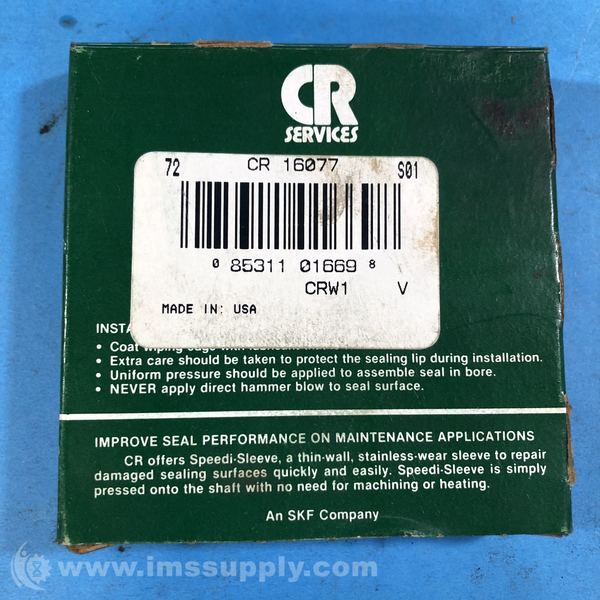 CR
SERVICES
72 CR 16077 S01
0 85311 01669 8
CRW1 V
MADE IN: USA
INSTA
• Coat wiping edge with
• Extra care should be taken to protect the sealing lip during installation.
• Uniform pressure should be applied to assemble seal in bore.
• NEVER apply direct hammer blow to seal surface.
IMPROVE SEAL PERFORMANCE ON MAINTENANCE APPLICATIONS
CR offers Speedi-Sleeve, a thin-wall, stainless-wear sleeve to repair
damaged sealing surfaces quickly and easily. Speedi-Sleeve is simply
pressed onto the shaft with no need for machining or heating.
An SKF Company
www.imssupply.com